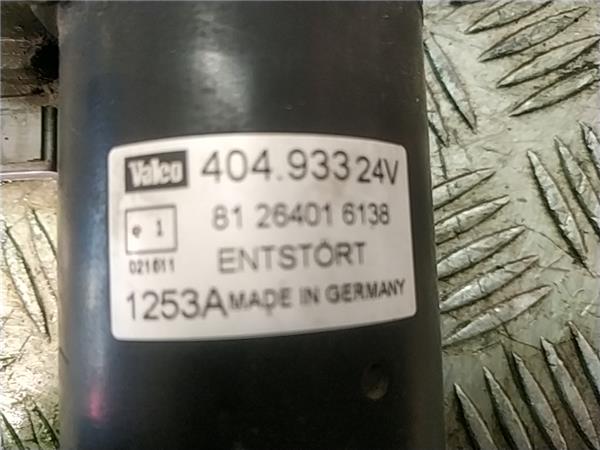 Valeo 404.933 24V
e 1 81 26401 6138
021611 ENTSTÖRT
1253A MADE IN GERMANY